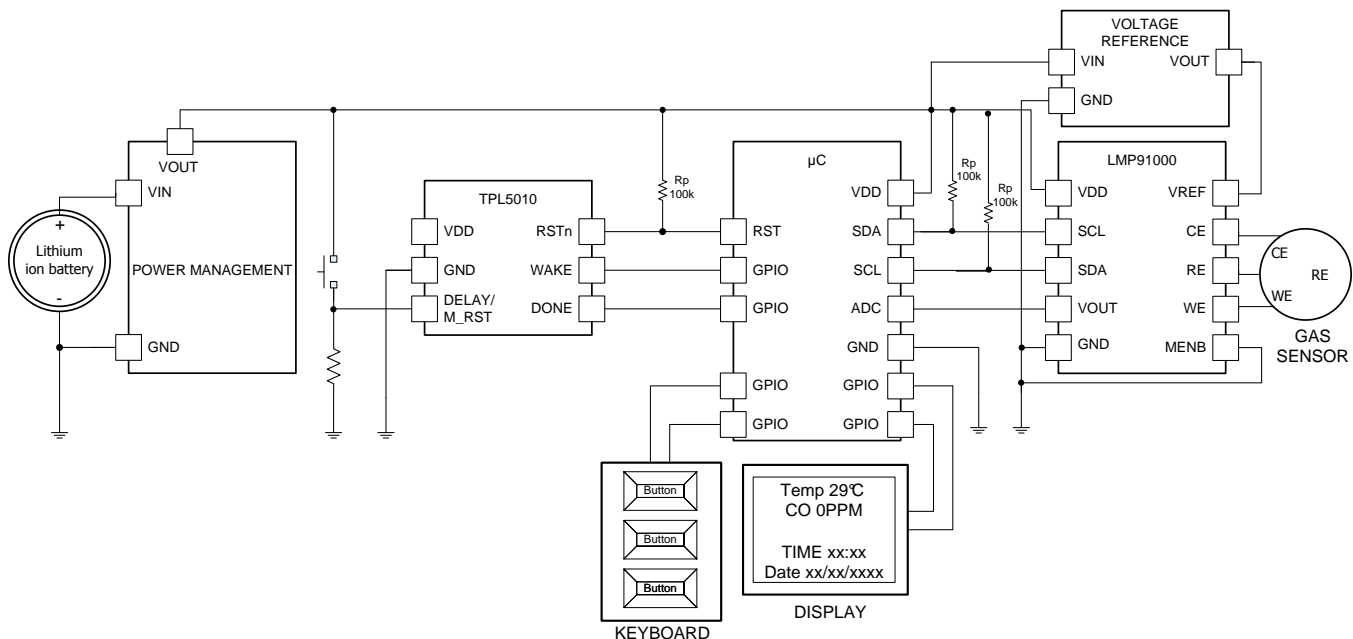 VOLTAGE
REFERENCE
VIN
VOUT
GND
VOUT
VIN
POWER MANAGEMENT
GND
+
Lithium
ion battery
-
TPL5010
VDD
GND
DELAY/
M_RST
RSTn
WAKE
DONE
Rp
100k
µC
RST
GPIO
GPIO
GPIO
GPIO
VDD
SDA
SCL
ADC
GND
GPIO
GPIO
Rp
100k
Rp
100k
LMP91000
VDD
SCL
SDA
VOUT
GND
VREF
CE
RE
WE
MENB
CE
RE
WE
GAS
SENSOR
Button
Button
Button
KEYBOARD
Temp 29°C
CO 0PPM
TIME xx:xx
Date xx/xx/xxxx
DISPLAY